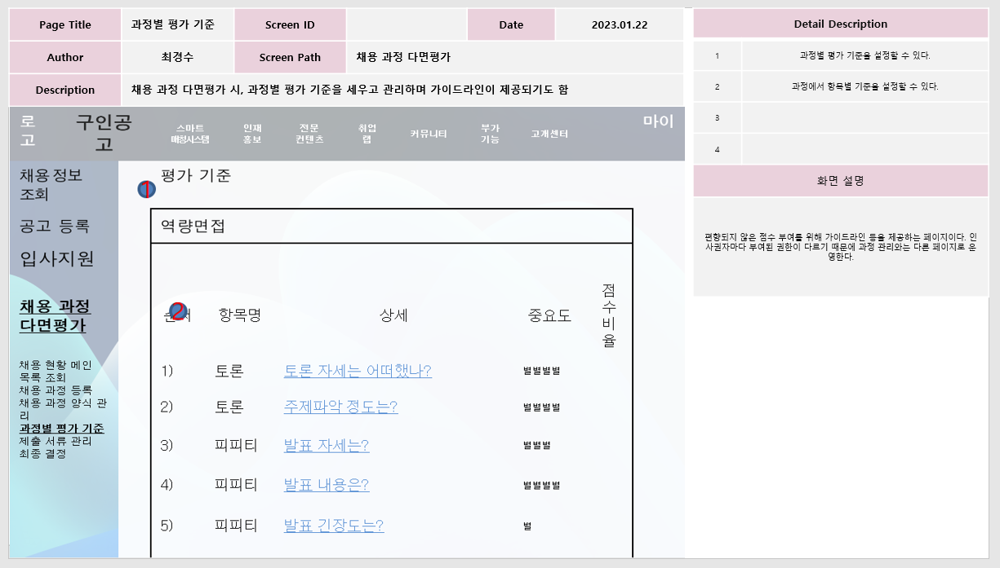 Page Title 과정별 평가 기준 Screen ID Date 2023.01.22
Author 최경수 Screen Path 채용 과정 다면평가
Description 채용 과정 다면평가 시, 과정별 평가 기준을 세우고 관리하며 가이드라인이 제공되기도 함
로
고
구인공
고
스마트
매칭시스템
인재
홍보
전문
컨텐츠
취업
랩
커뮤니티
부가
기능
고개센터
마이
채용 정보
조회
공고 등록
입사지원
채용 과정
다면평가
채용 현황 메인
목록 조회
채용 과정 등록
채용 과정 양식 관
리
과정별 평가 기준
제출 서류 관리
최종 결정
1 평가 기준
역량면접
2
항목명 상세 중요도
점
수
비
율
1) 토론 토론 자세는 어떠했나? 별별별별
2) 토론 주제파악 정도는? 별별별별
3) 피피티 발표 자세는? 별별별
4) 피피티 발표 내용은? 별별별별
5) 피피티 발표 긴장도는? 별
Detail Description
1 과정별 평가 기준을 설정할 수 있다.
2 과정에서 항목별 기준을 설정할 수 있다.
3
4
화면 설명
편향되지 않은 점수 부여를 위해 가이드라인 등을 제공하는 페이지이다. 인
사권자마다 부여된 권한이 다르기 때문에 과정 관리와는 다른 페이지로 운
영한다.